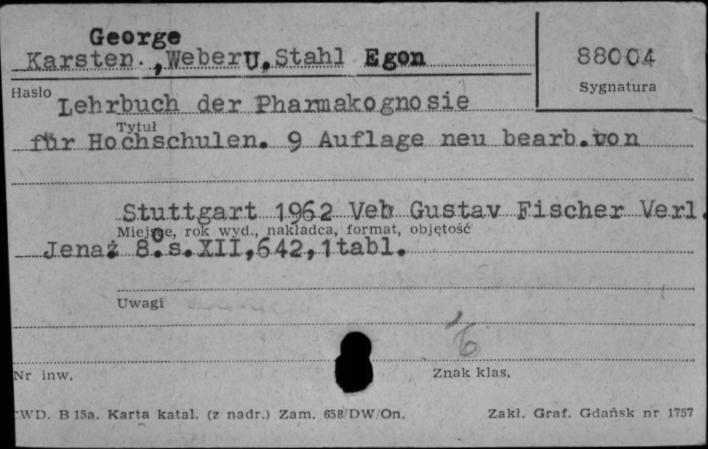 George
Karsten.,Weber U.Stahl Egon
88004
Sygnatura
Hasło
Lehrbuch der Pharmakognosie
Tytuł
für Hochschulen. 9 Auflage neu bearb.von
Stuttgart 1962 Veb Gustav Fischer Verl.
Miejsce, rok wyd., nakładca, format, objętość
Jena; 8°.s.XII,642,1tabl.
Uwagi
Nr inw.
Znak klas.
WD. B 15a. Karta katal. (z nadr.) Zam. 658/DW/On.
Zakł. Graf. Gdańsk nr 1757